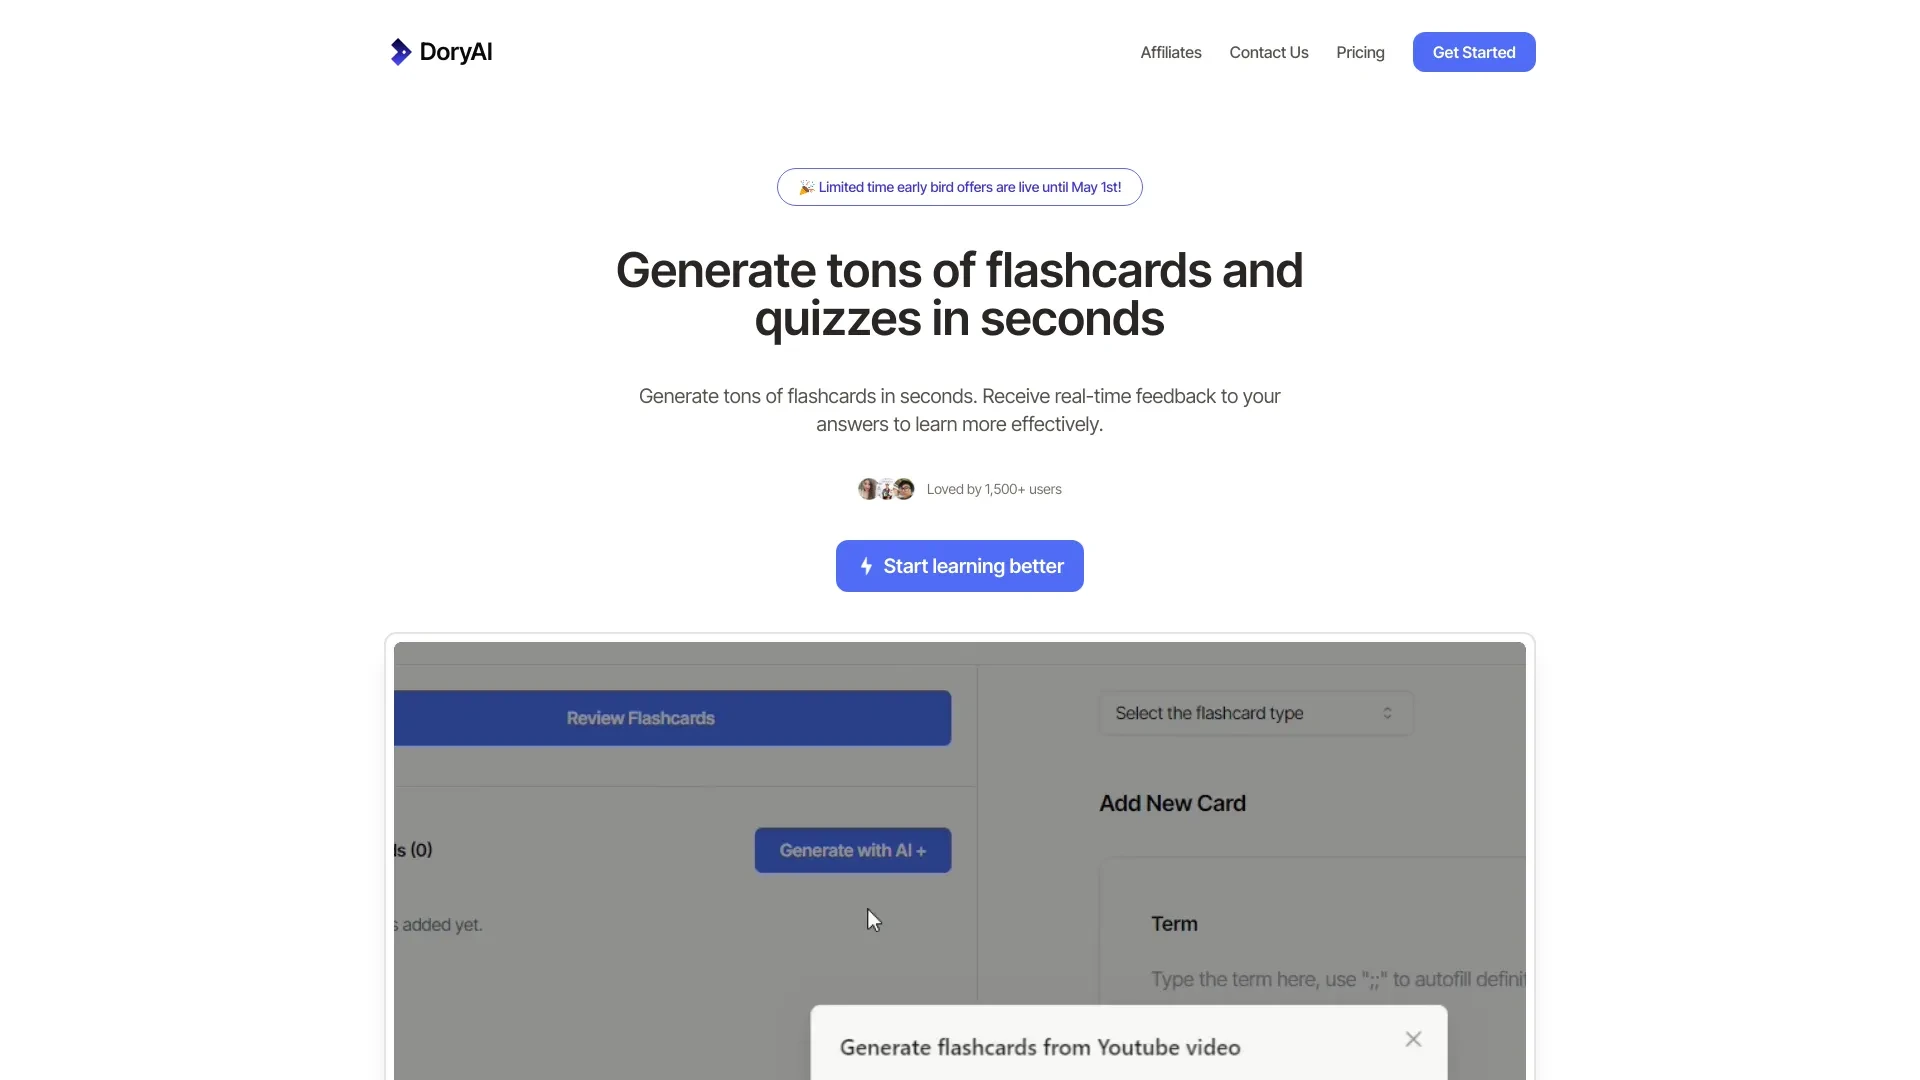 DoryAI
Affiliates
Contact Us
Pricing
Get Started
🎉 Limited time early bird offers are live until May 1st!
Generate tons of flashcards and
quizzes in seconds
Generate tons of flashcards in seconds. Receive real-time feedback to your
answers to learn more effectively.
Loved by 1,500+ users
Start learning better
Review Flashcards
Select the flashcard type
Add New Card
(0)
Generate with AI +
added yet.
Term
Type the term here, use ";;" to autofill
Generate flashcards from Youtube video